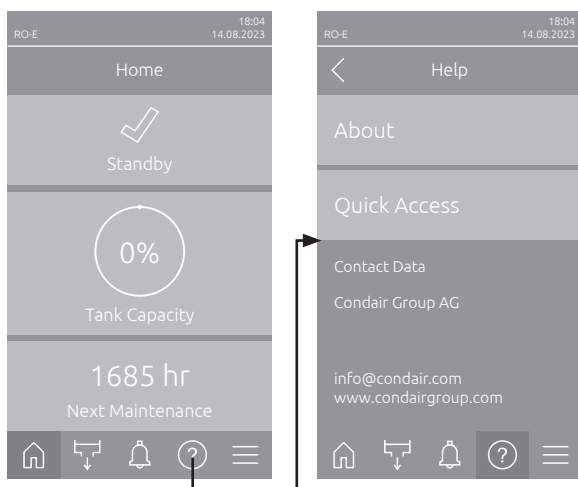 RO-E
18:04
14.08.2023
Home
Standby
0%
Tank Capacity
1685 hr
Next Maintenance
?
RO-E
18:04
14.08.2023
Help
About
Quick Access
Contact Data
Condair Group AG
info@condair.com
www.condairgroup.com
?